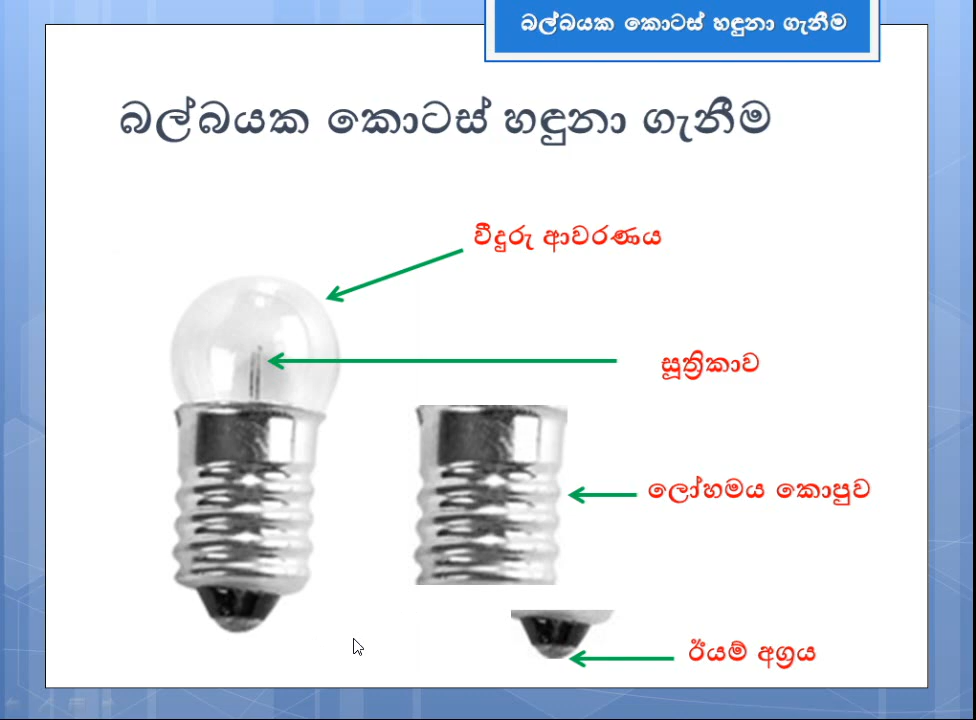 බල්බයක කොටස් හඳුනා ගැනීම
බල්බයක කොටස් හඳුනා ගැනීම
වීදුරු ආවරණය
සූත්‍රිකාව
ලෝහමය කොපුව
ඊයම් අග්‍රය